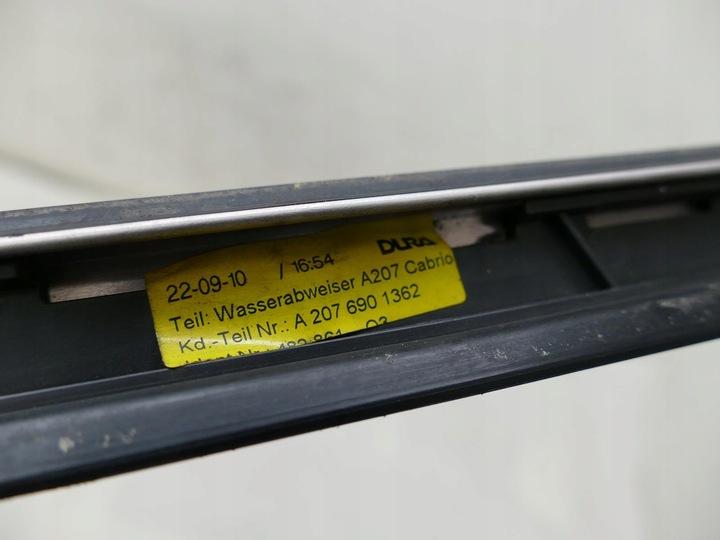 22-09-10 / 16:54 DURA
Teil: Wasserabweiser A207 Cabrio
Kd.-Teil Nr.: A 207 690 1362